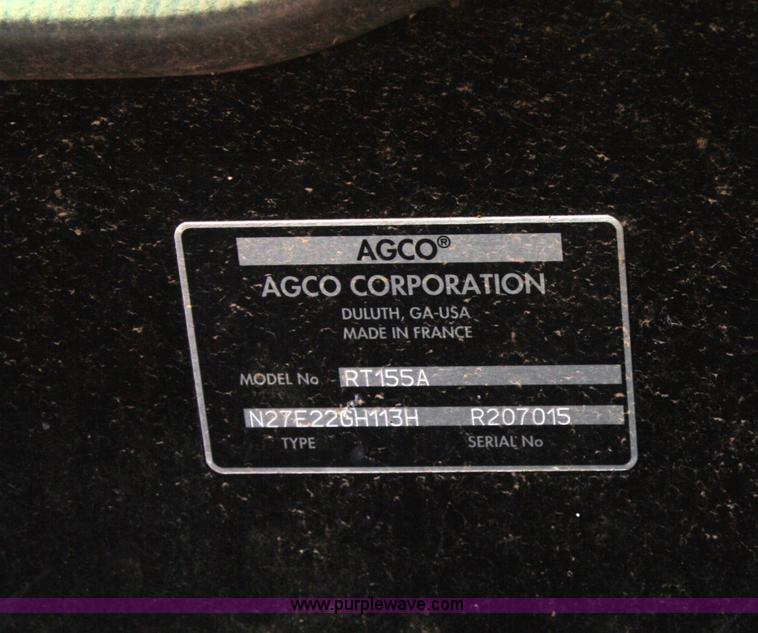 AGCO®
AGCO CORPORATION
DULUTH, GA-USA
MADE IN FRANCE
MODEL No RT155A
N27E22GH113H R207015
TYPE SERIAL No
www.purplewave.com